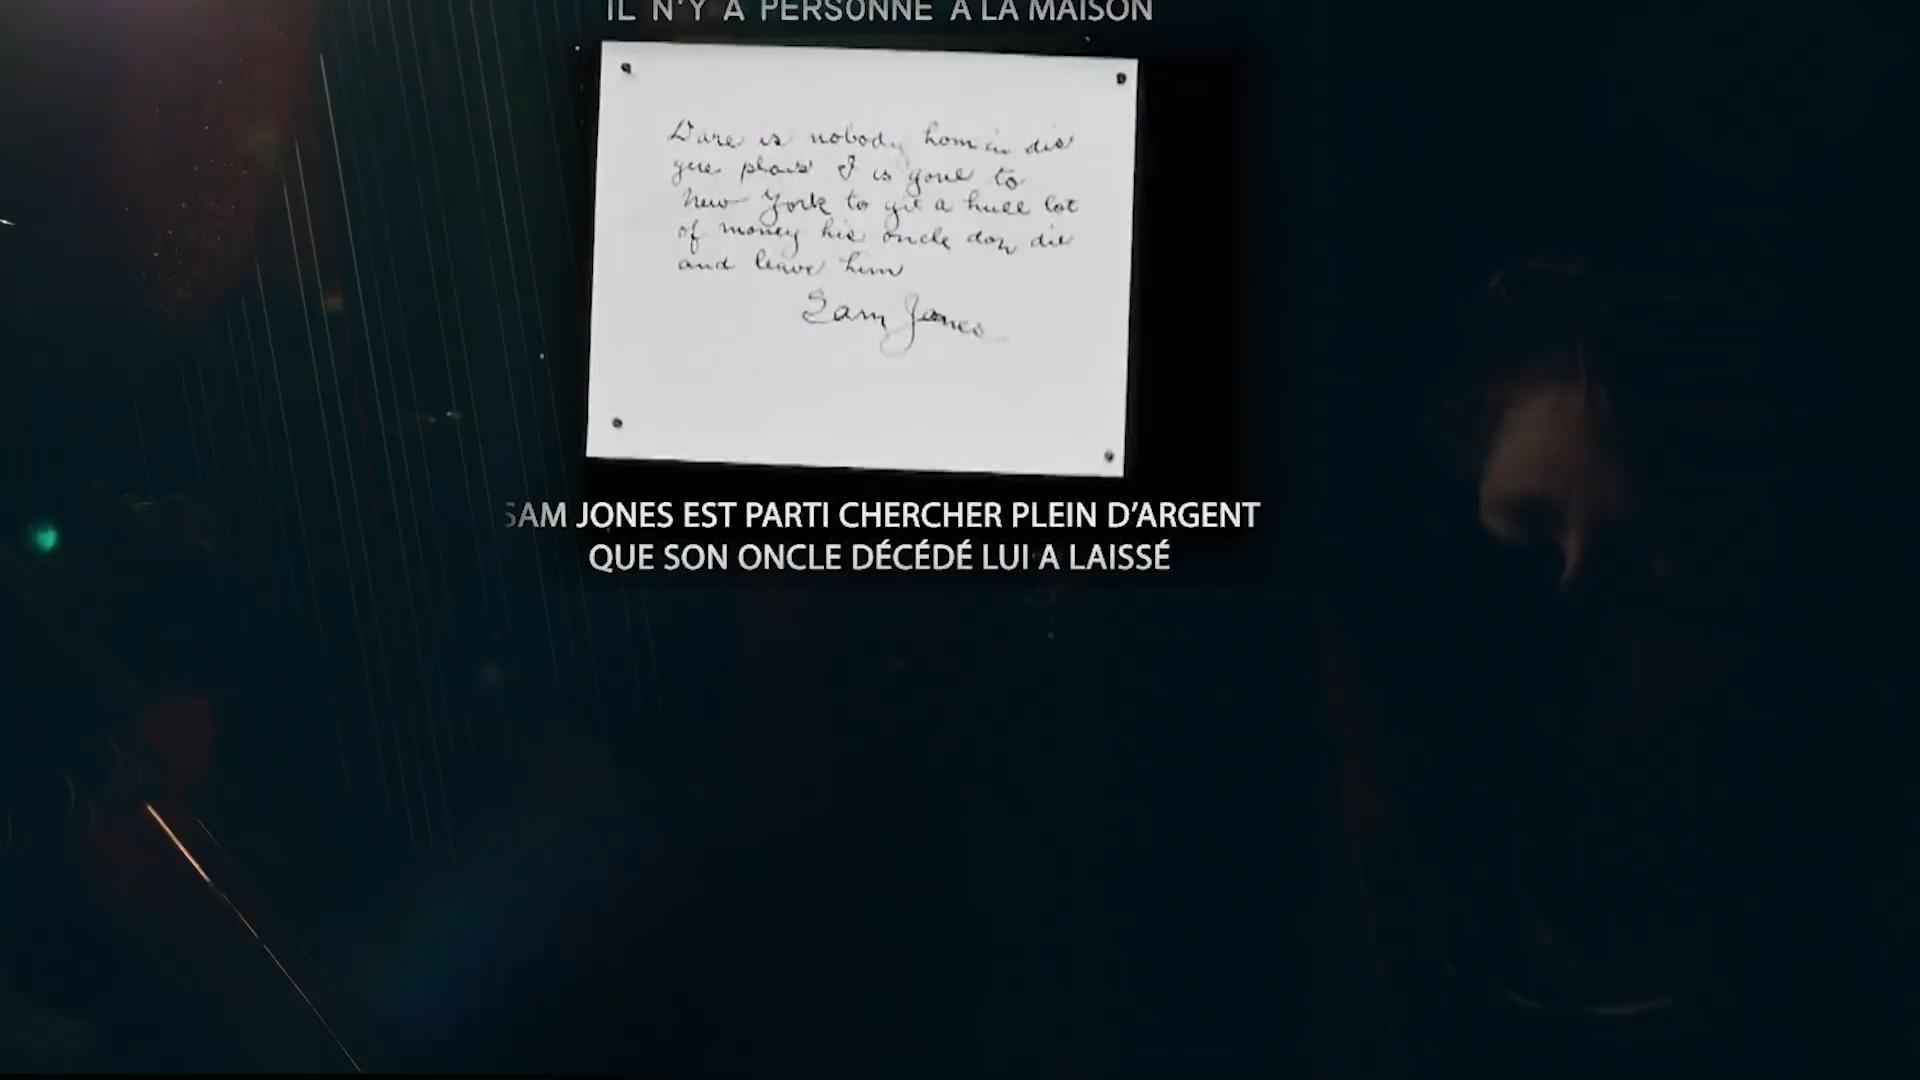 IL N'Y A PERSONNE A LA MAISON
Dare is nobody hom in dis
yere plais I is gone to
New York to git a hull lot
of money his oncle don die
and leave him
Sam Jones
SAM JONES EST PARTI CHERCHER PLEIN D'ARGENT
QUE SON ONCLE DÉCÉDÉ LUI A LAISSÉ